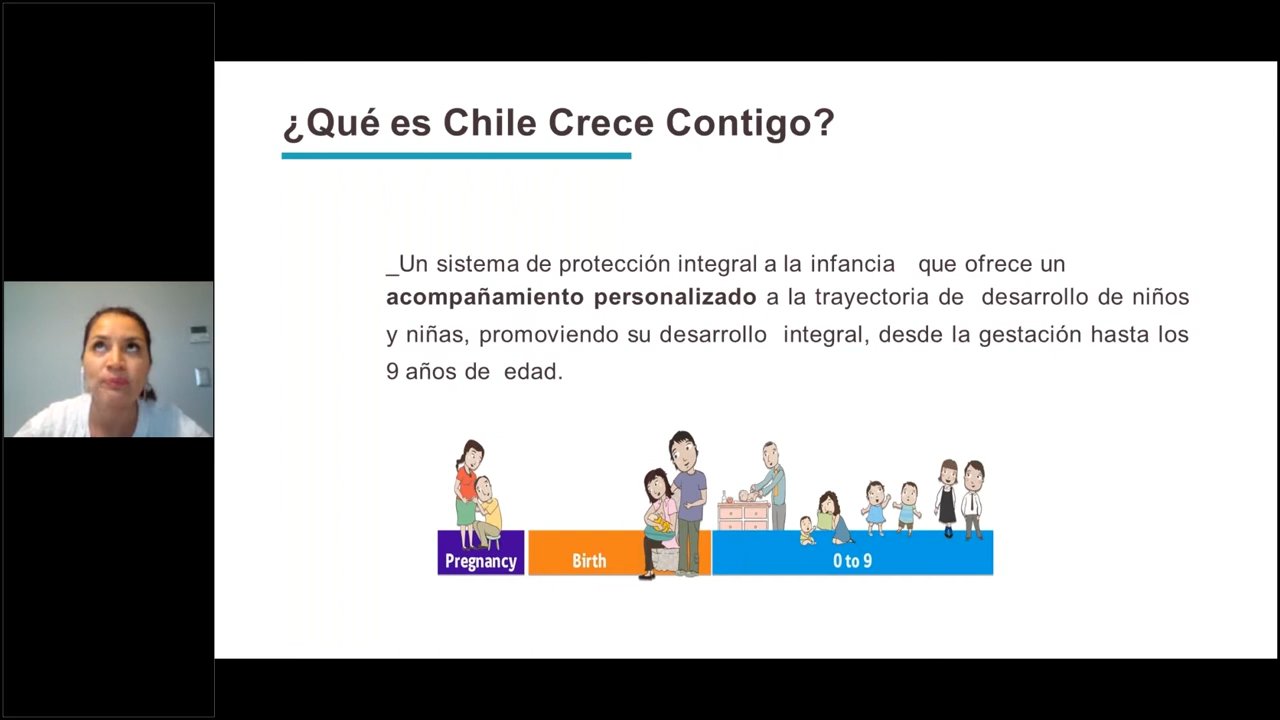 ¿Qué es Chile Crece Contigo?
_Un sistema de protección integral a la infancia que ofrece un
acompañamiento personalizado a la trayectoria de desarrollo de niños
y niñas, promoviendo su desarrollo integral, desde la gestación hasta los
9 años de edad.
Pregnancy
Birth
0 to 9